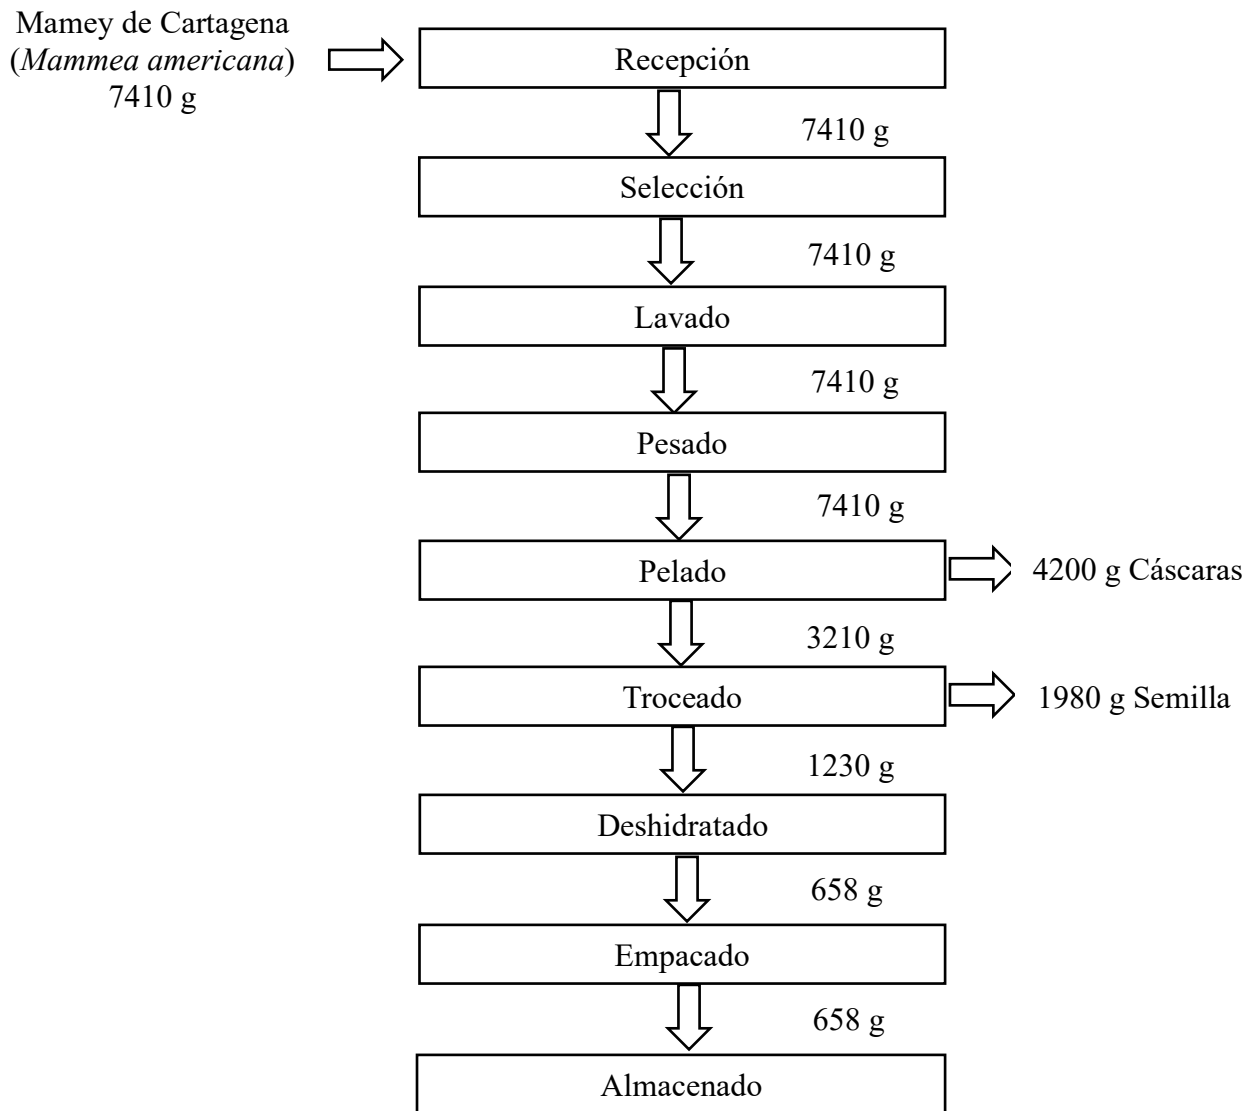 Mamey de Cartagena
(Mammea americana)
7410 g
Recepción
7410 g
Selección
7410 g
Lavado
7410 g
Pesado
7410 g
Pelado
4200 g Cáscaras
3210 g
Troceado
1980 g Semilla
1230 g
Deshidratado
658 g
Empacado
658 g
Almacenado